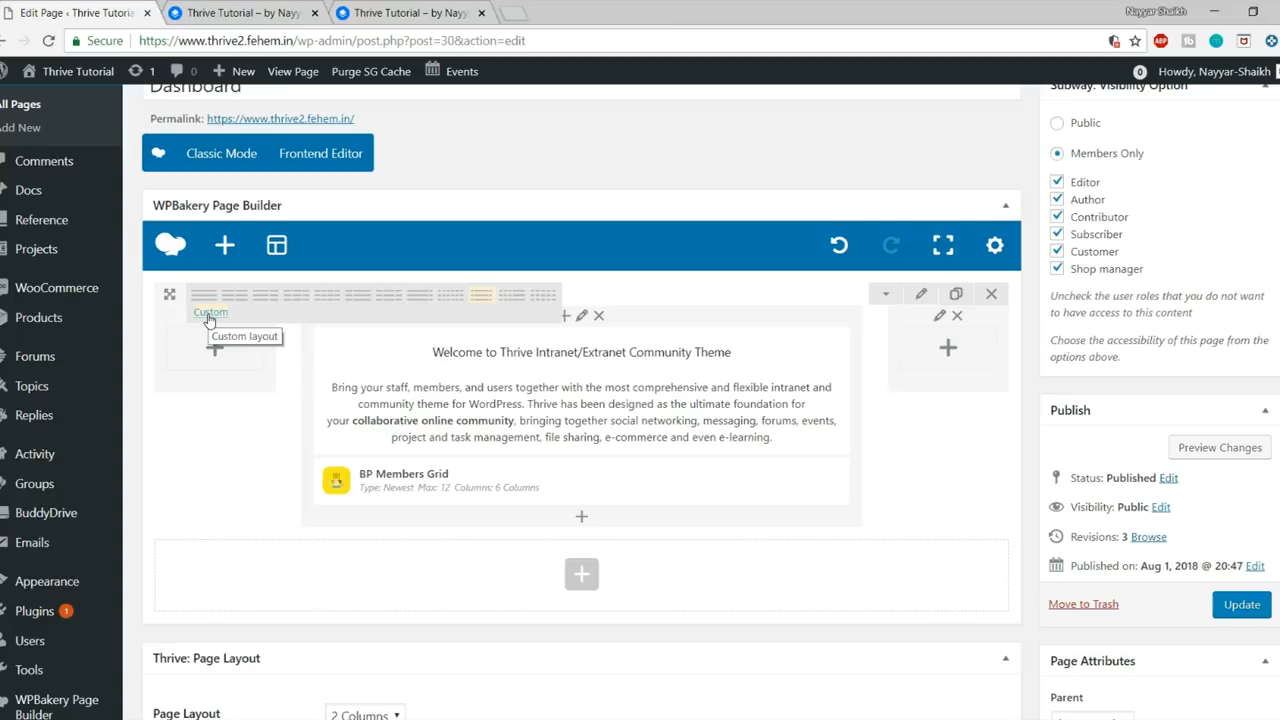 Edit Page ‹ Thrive Tutoria
Thrive Tutorial – by Nayy
Thrive Tutorial – by Nayy
Nayyar Shaikh
Secure
https://www.thrive2.fehem.in/wp-admin/post.php?post=30&action=edit
Thrive Tutorial
1
0
New
View Page
Purge SG Cache
Events
0
Howdy, Nayyar-Shaikh
All Pages
Add New
Comments
Docs
Reference
Projects
WooCommerce
Products
Forums
Topics
Replies
Activity
Groups
BuddyDrive
Emails
Appearance
Plugins 1
Users
Tools
WPBakery Page
Builder
Dashboard
Permalink: https://www.thrive2.fehem.in/
Classic Mode
Frontend Editor
WPBakery Page Builder
Custom
Custom layout
Welcome to Thrive Intranet/Extranet Community Theme
Bring your staff, members, and users together with the most comprehensive and flexible intranet and
community theme for WordPress. Thrive has been designed as the ultimate foundation for
your collaborative online community, bringing together social networking, messaging, forums, events,
project and task management, file sharing, e-commerce and even e-learning.
BP Members Grid
Type: Newest Max: 12 Columns: 6 Columns
Thrive: Page Layout
Page Layout
2 Columns
Subway: Visibility Option
Public
Members Only
Editor
Author
Contributor
Subscriber
Customer
Shop manager
Uncheck the user roles that you do not want
to have access to this content
Choose the accessibility of this page from the
options above.
Publish
Preview Changes
Status: Published Edit
Visibility: Public Edit
Revisions: 3 Browse
Published on: Aug 1, 2018 @ 20:47 Edit
Move to Trash
Update
Page Attributes
Parent